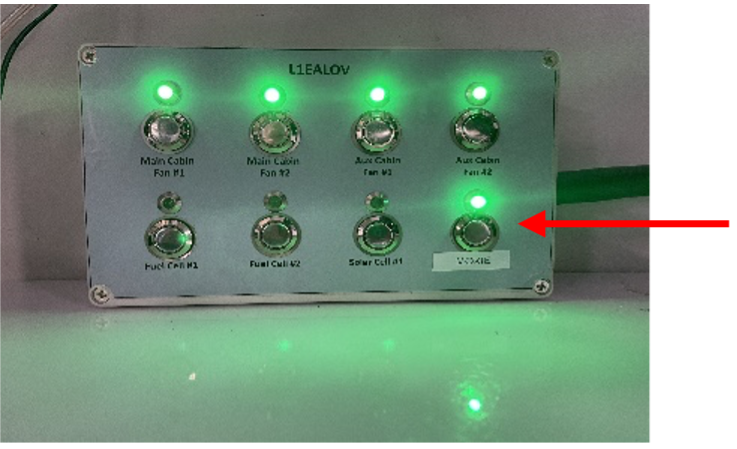 L1EALOV
Main Cabin
Fan #1
Main Cabin
Fan #2
Aux Cabin
Fan #1
Aux Cabin
Fan #2
Fuel Cell #1
Fuel Cell #2
Solar Cell #1